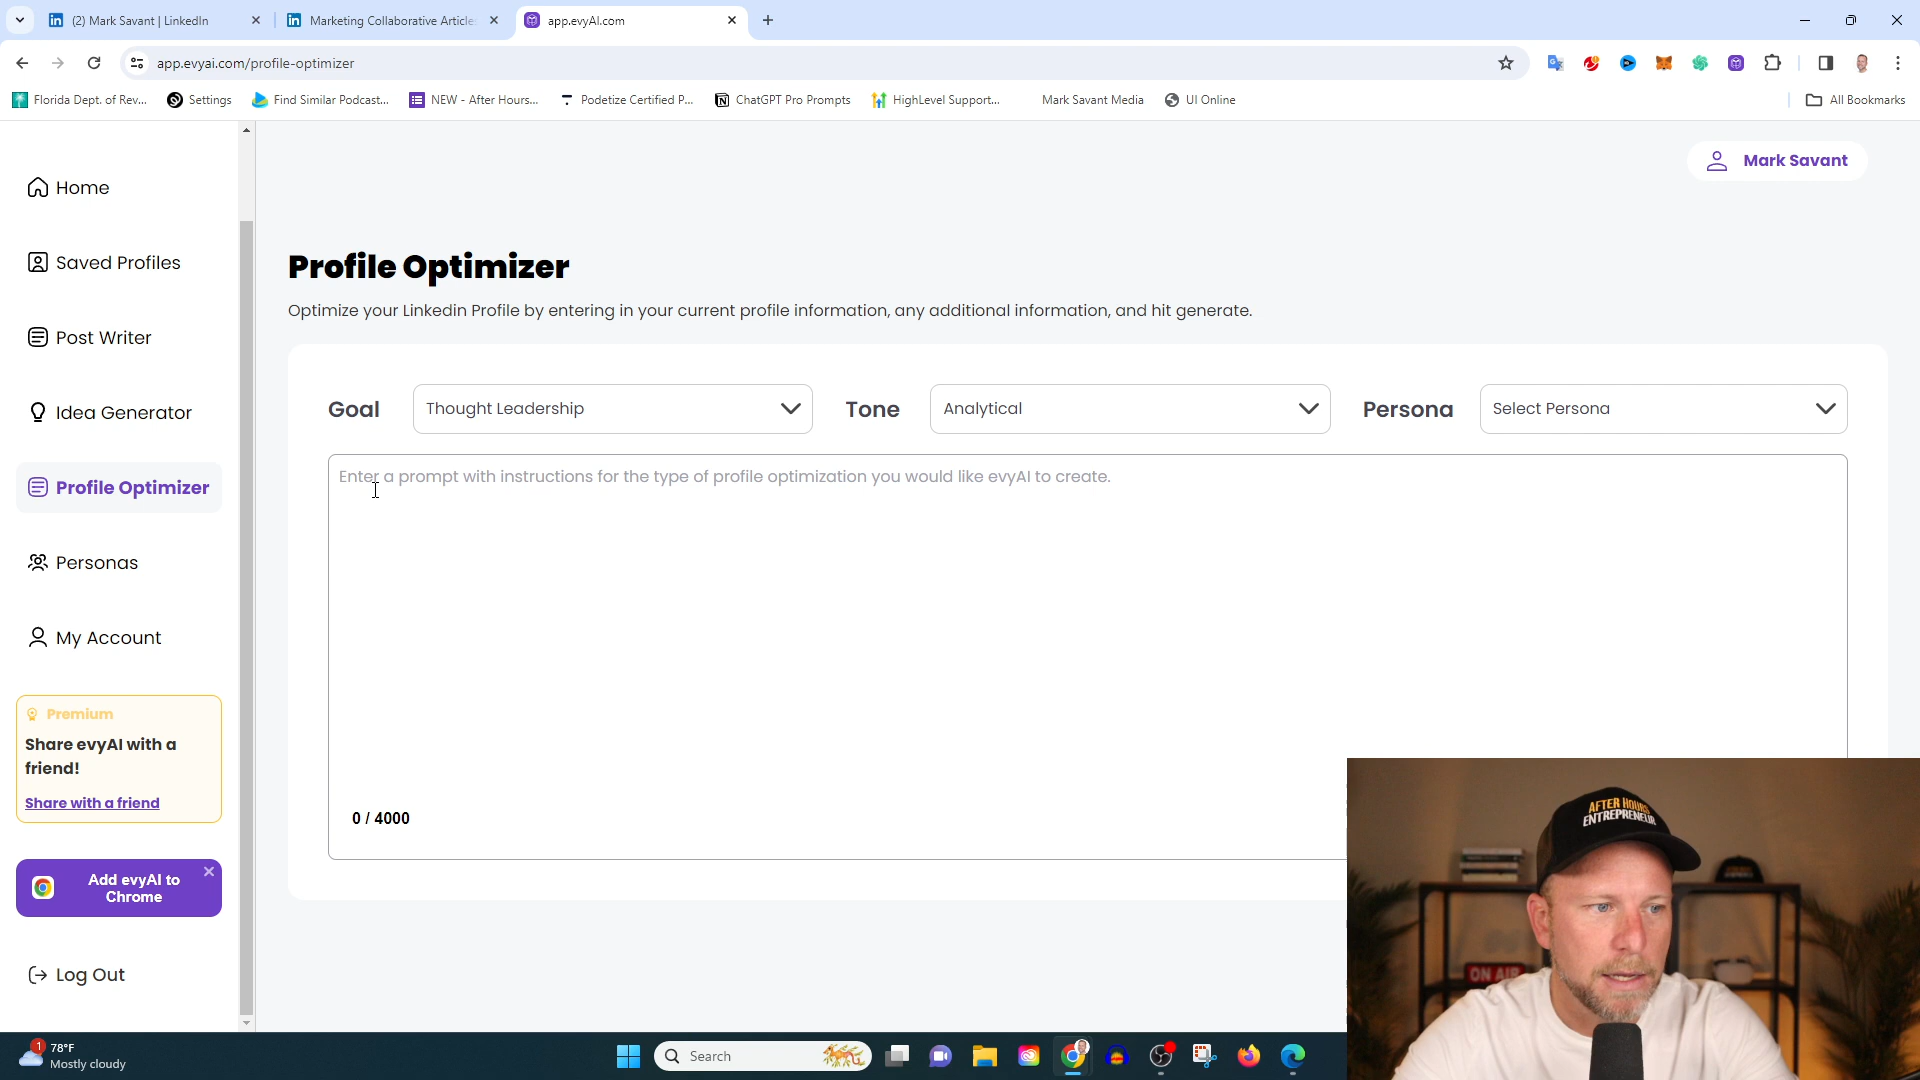 (2) Mark Savant | LinkedIn
Marketing Collaborative Article
app.evyAI.com
app.evyai.com/profile-optimizer
Florida Dept. of Rev...
Settings
Find Similar Podcast...
NEW - After Hours...
Podetize Certified P...
ChatGPT Pro Prompts
HighLevel Support...
Mark Savant Media
UI Online
All Bookmarks
Mark Savant
Home
Saved Profiles
Post Writer
Idea Generator
Profile Optimizer
Personas
My Account
Premium
Share evyAI with a
friend!
Share with a friend
Add evyAI to
Chrome
Log Out
Profile Optimizer
Optimize your Linkedin Profile by entering in your current profile information, any additional information, and hit generate.
Goal
Thought Leadership
Tone
Analytical
Persona
Select Persona
Enter a prompt with instructions for the type of profile optimization you would like evyAI to create.
0 / 4000
AFTER HOURS
ENTREPRENEUR
ON AIR
1
78°F
Mostly cloudy
Search